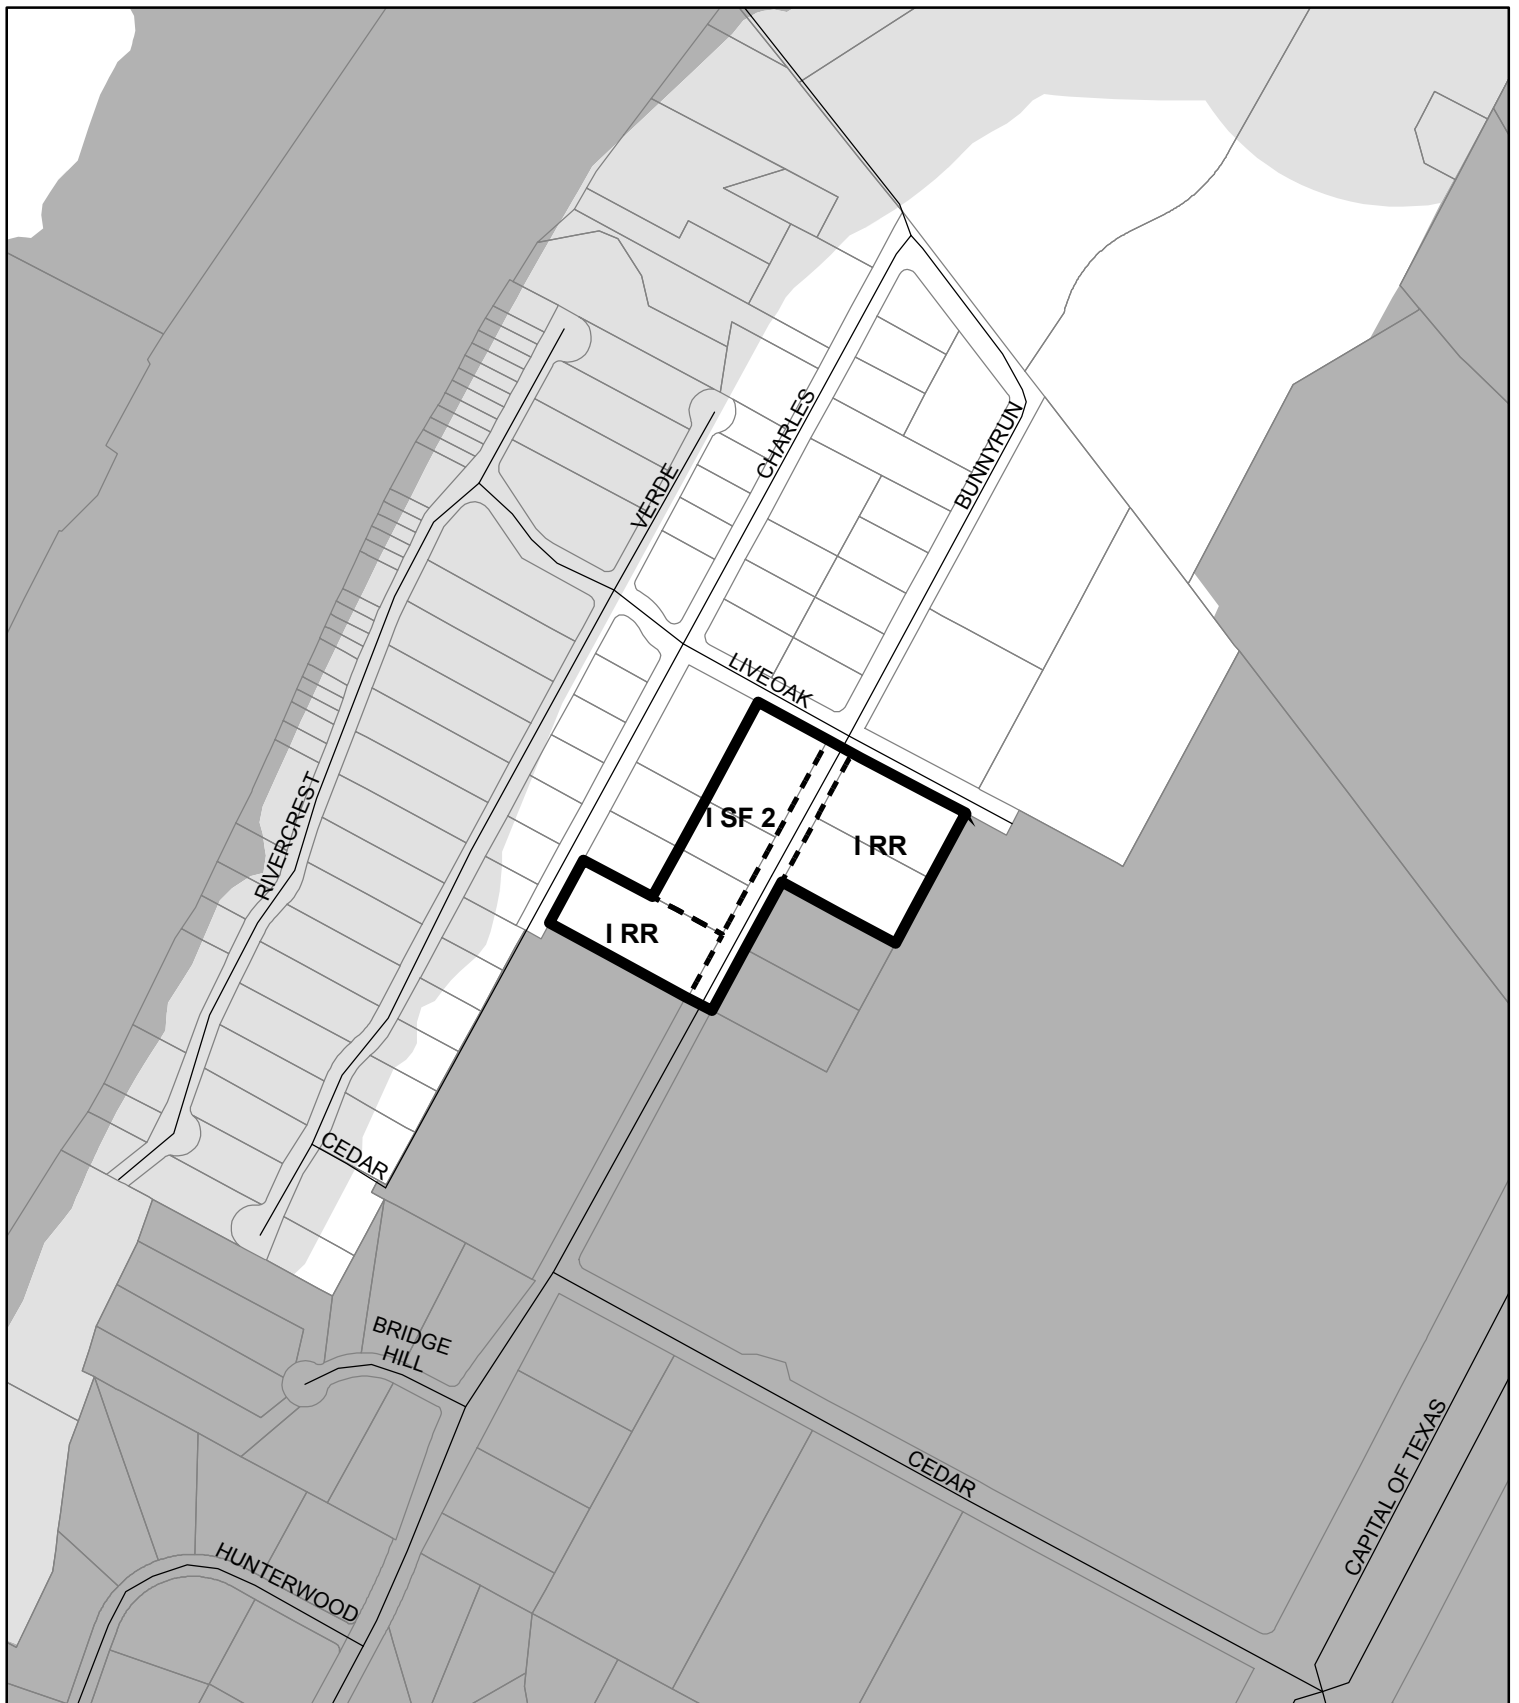 CHARLES
BUNNYRUN
VERDE
LIVEOAK
I SF 2
I RR
RIVERCREST
I RR
CEDAR
BRIDGE
HILL
CEDAR
CAPITAL OF TEXAS
HUNTERWOOD